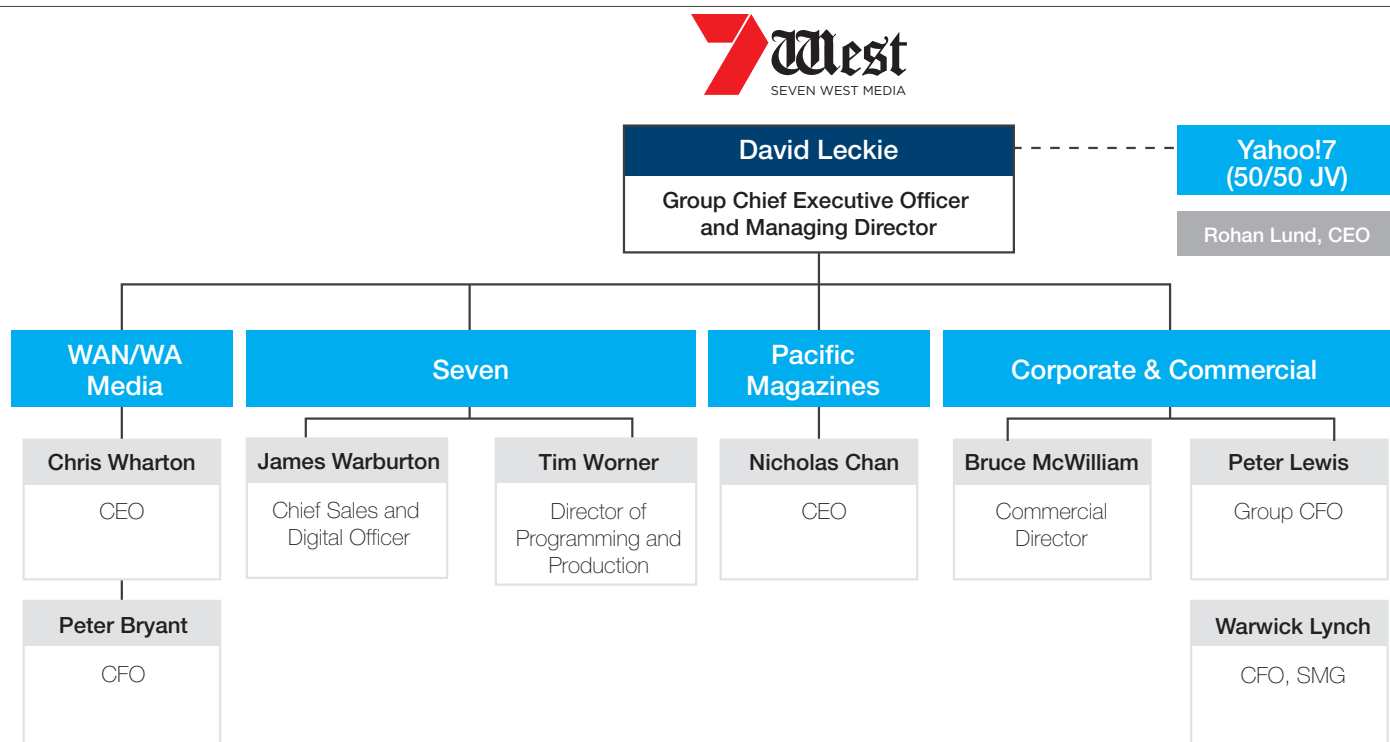 7West
SEVEN WEST MEDIA
David Leckie
Group Chief Executive Officer
and Managing Director
Yahoo!7
(50/50 JV)
Rohan Lund, CEO
WAN/WA
Media
Seven
Pacific
Magazines
Corporate & Commercial
Chris Wharton
CEO
James Warburton
Chief Sales and
Digital Officer
Tim Worner
Director of
Programming and
Production
Nicholas Chan
CEO
Bruce McWilliam
Commercial
Director
Peter Lewis
Group CFO
Peter Bryant
CFO
Warwick Lynch
CFO, SMG